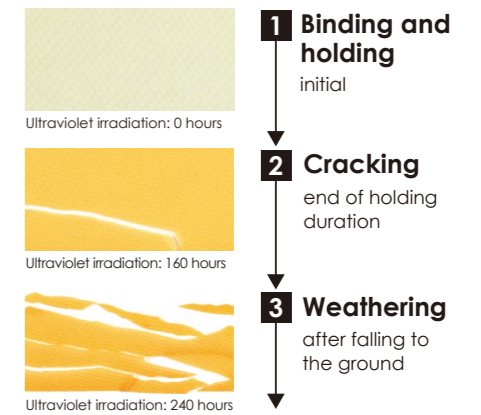 1 Binding and
holding
initial
Ultraviolet irradiation: 0 hours
2 Cracking
end of holding
duration
Ultraviolet irradiation: 160 hours
3 Weathering
after falling to
the ground
Ultraviolet irradiation: 240 hours